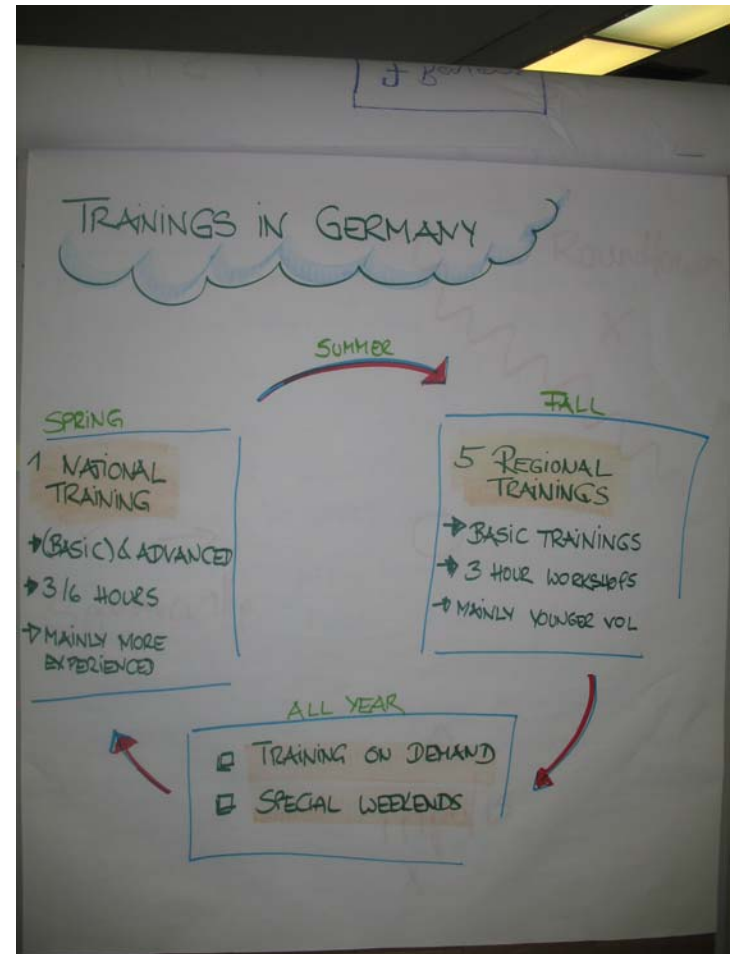 TRAININGS IN GERMANY
SUMMER
SPRING
1 NATIONAL
TRAINING
(BASIC) & ADVANCED
3/6 HOURS
MAINLY MORE
EXPERIENCED
FALL
5 REGIONAL
TRAININGS
BASIC TRAININGS
3 HOUR WORKSHOPS
MAINLY YOUNGER VOL
ALL YEAR
TRAINING ON DEMAND
SPECIAL WEEKENDS